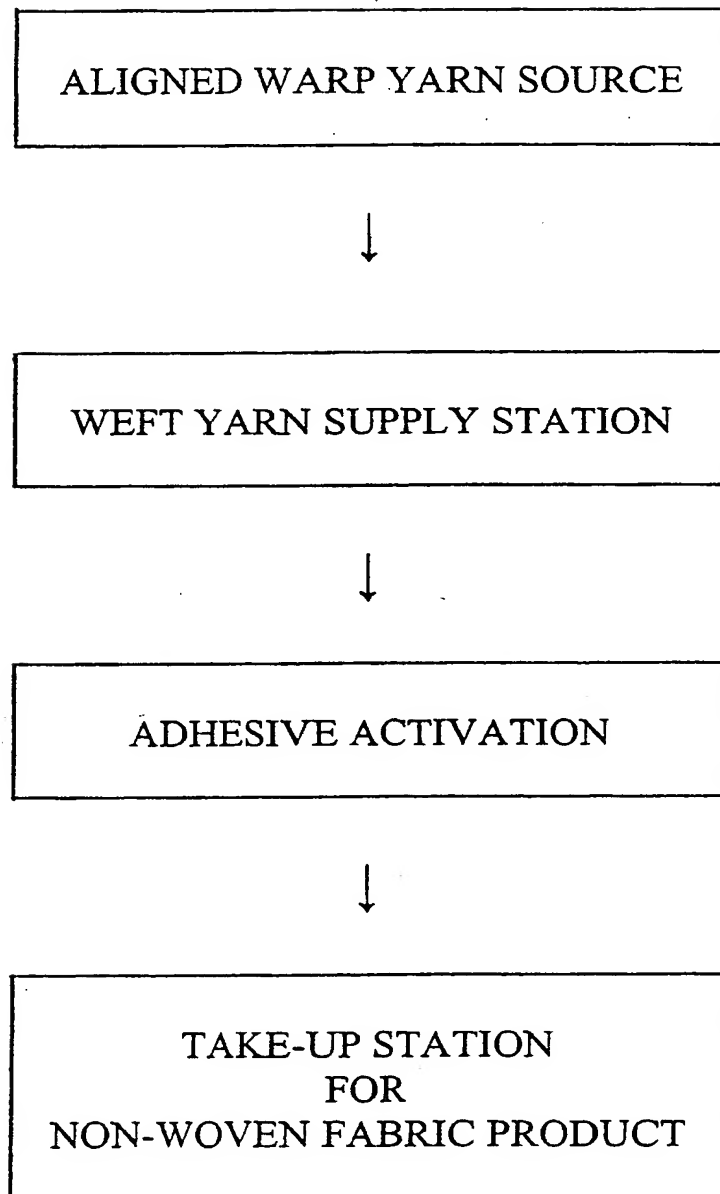 ALIGNED WARP YARN SOURCE
↓
WEFT YARN SUPPLY STATION
↓
ADHESIVE ACTIVATION
↓
TAKE-UP STATION
FOR
NON-WOVEN FABRIC PRODUCT